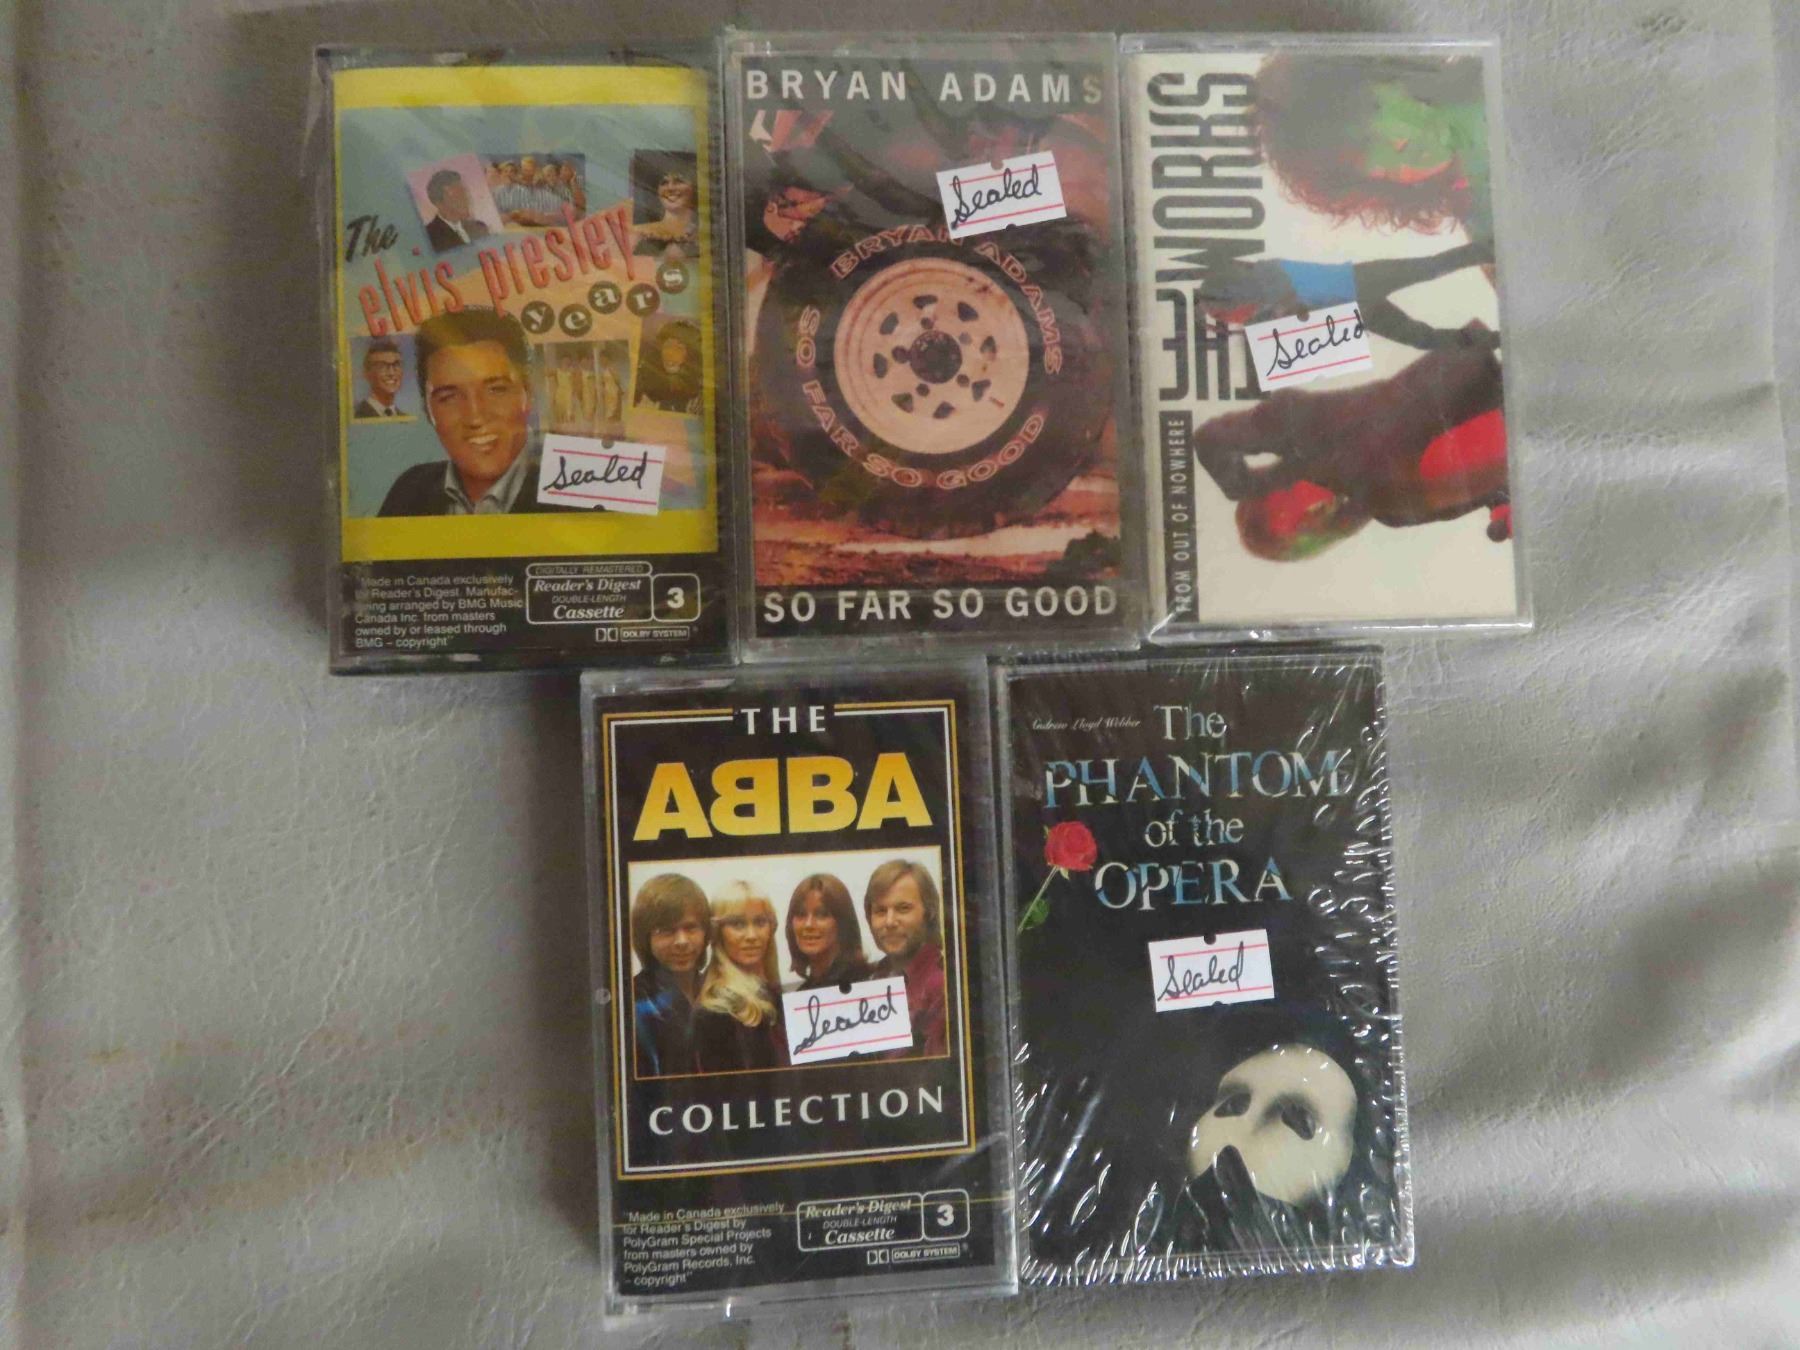 The
elvis presley
years
sealed
DIGITALLY REMASTERED
Reader's Digest
DOUBLE-LENGTH
Cassette
3
DOLBY SYSTEM
"Made in Canada exclusively
for Reader's Digest. Manufac-
turing arranged by BMG Music
Canada Inc. from masters
owned by or leased through
BMG – copyright"
BRYAN ADAMS
Sealed
BRYAN ADAMS
SO FAR SO GOOD
SO FAR SO GOOD
THE WORKS
Sealed
FROM OUT OF NOWHERE
THE
ABBA
Sealed
COLLECTION
"Made in Canada exclusively
for Reader's Digest by
PolyGram Special Projects
from masters owned by
PolyGram Records, Inc.
– copyright"
Reader's Digest
DOUBLE-LENGTH
Cassette
3
DOLBY SYSTEM
Andrew Lloyd Webber
The
PHANTOM
of the
OPERA
Sealed